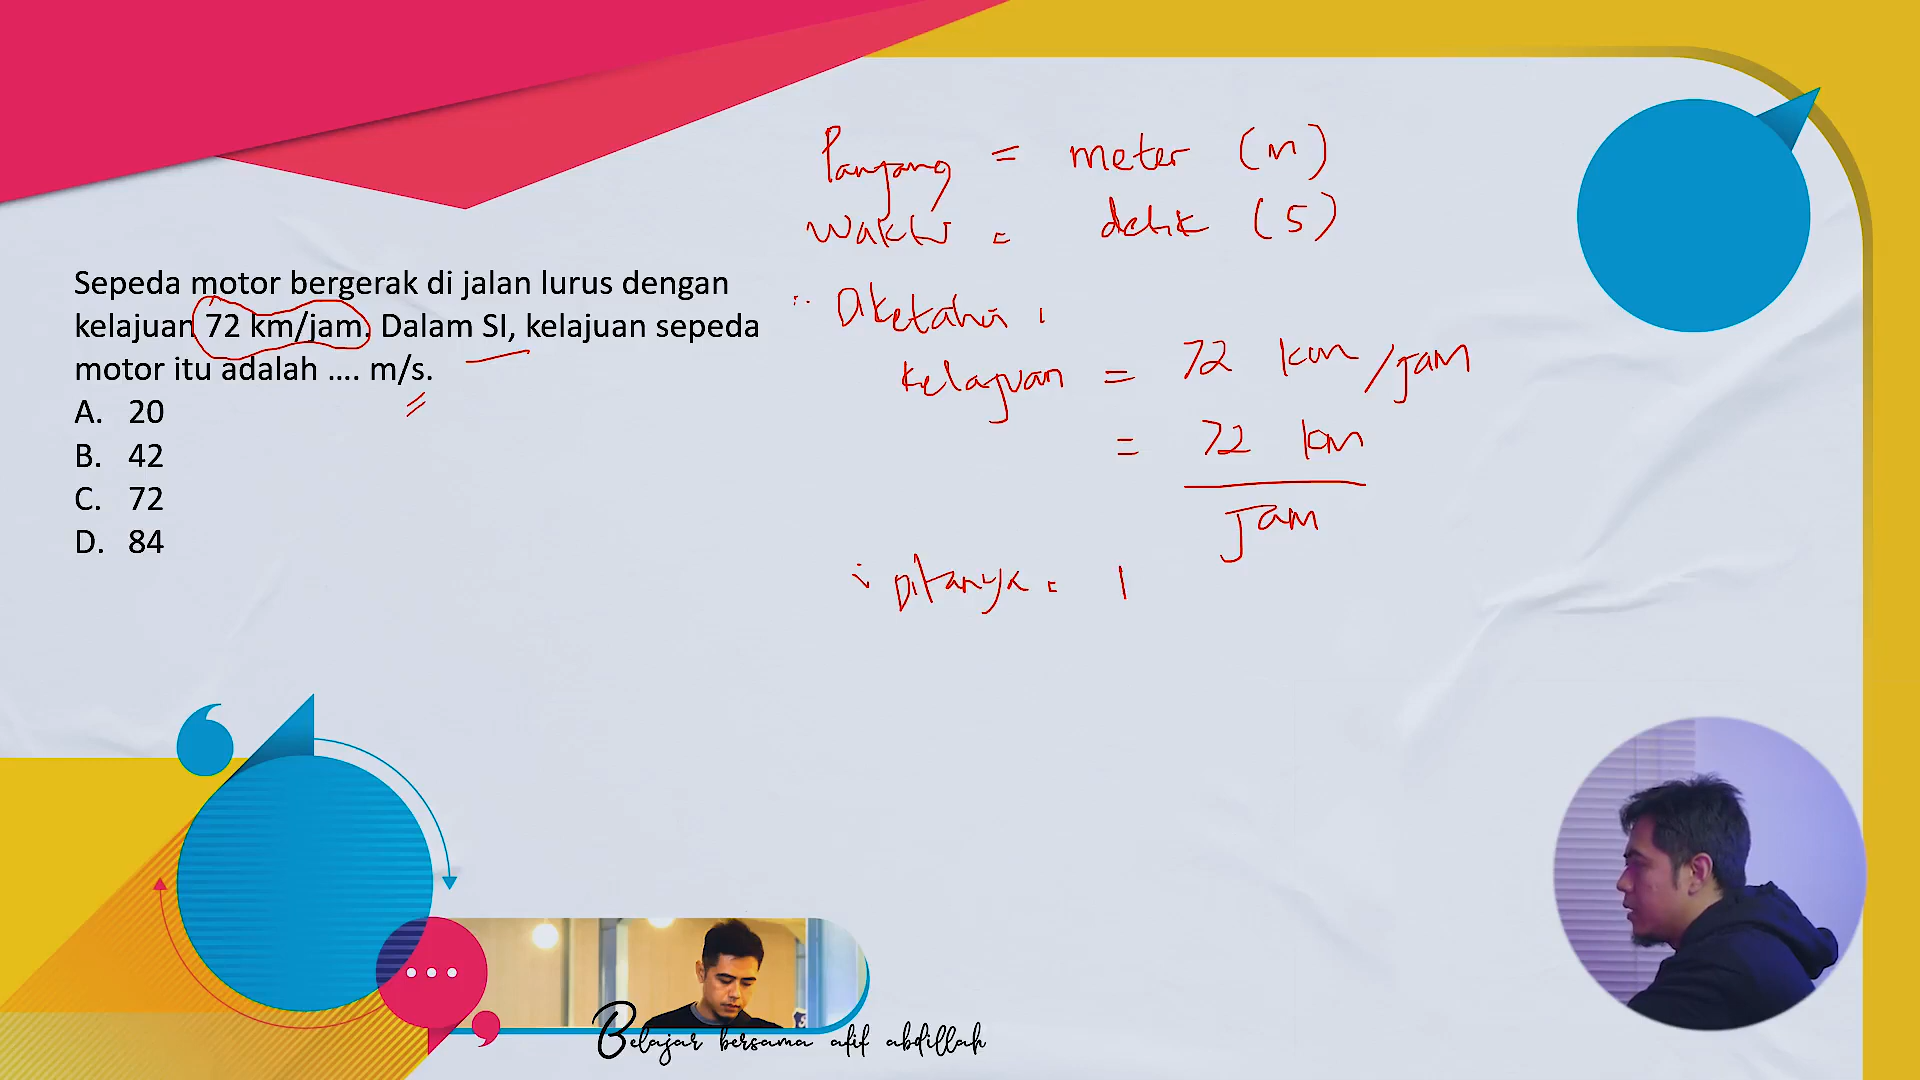 Sepeda motor bergerak di jalan lurus dengan
kelajuan 72 km/jam. Dalam SI, kelajuan sepeda
motor itu adalah .... m/s.
A. 20
B. 42
C. 72
D. 84
Panjang = meter (m)
Waktu = detik (s)
Diketahui :
Kelajuan = 72 km/jam
= 72 km
jam
Ditanya :
Belajar bersama afif abdillah